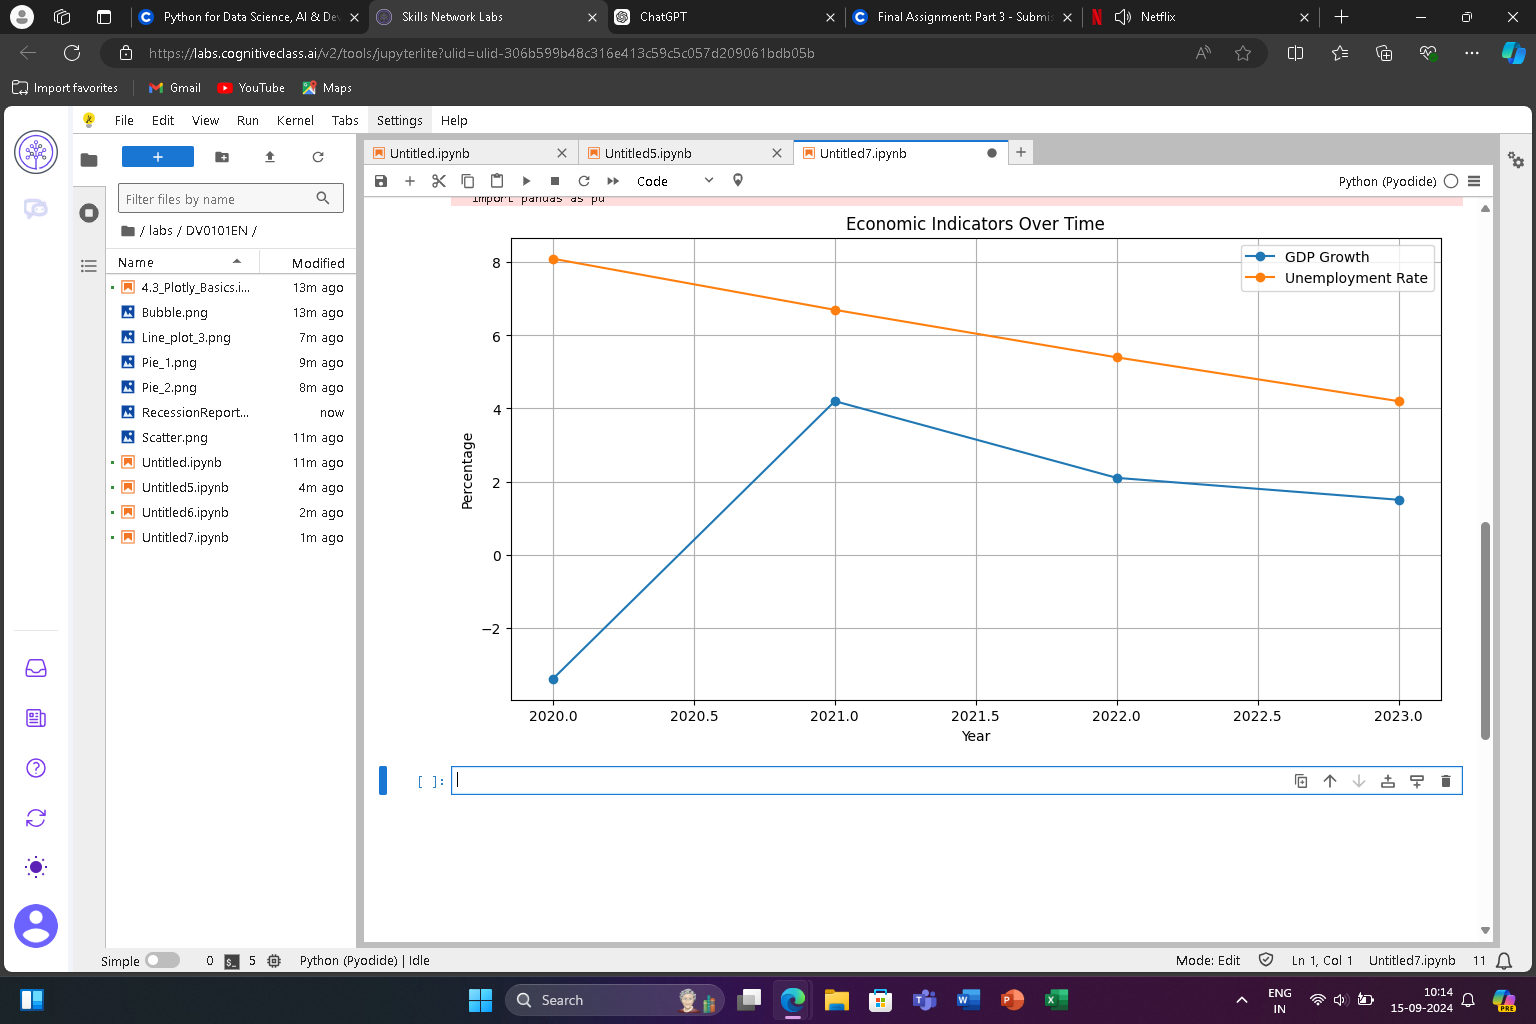 Python for Data Science, AI & De
Skills Network Labs
ChatGPT
Final Assignment: Part 3 - Submis
Netflix
https://labs.cognitiveclass.ai/v2/tools/jupyterlite?ulid=ulid-306b599b48c316e413c59c5c057d209061bdb05b
Import favorites
Gmail
YouTube
Maps
File Edit View Run Kernel Tabs Settings Help
Untitled.ipynb
Untitled5.ipynb
Untitled7.ipynb
Filter files by name
/ labs / DV0101EN /
Code
Python (Pyodide)
Name Modified
4.3_Plotly_Basics.i... 13m ago
Bubble.png 13m ago
Line_plot_3.png 7m ago
Pie_1.png 9m ago
Pie_2.png 8m ago
RecessionReport... now
Scatter.png 11m ago
Untitled.ipynb 11m ago
Untitled5.ipynb 4m ago
Untitled6.ipynb 2m ago
Untitled7.ipynb 1m ago
import pandas as pd
Economic Indicators Over Time
GDP Growth
Unemployment Rate
Percentage
8
6
4
2
0
−2
2020.0 2020.5 2021.0 2021.5 2022.0 2022.5 2023.0
Year
[ ]:
Simple 0 5 Python (Pyodide) | Idle
Mode: Edit Ln 1, Col 1 Untitled7.ipynb 11
Search
ENG
IN
10:14
15-09-2024
PRE